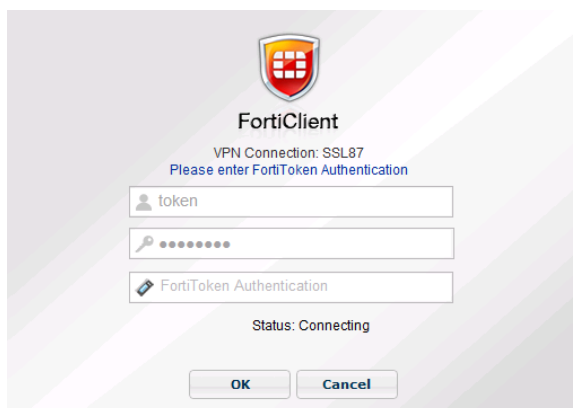 FortiClient
VPN Connection: SSL87
Please enter FortiToken Authentication
token
●●●●●●●●
FortiToken Authentication
Status: Connecting
OK Cancel